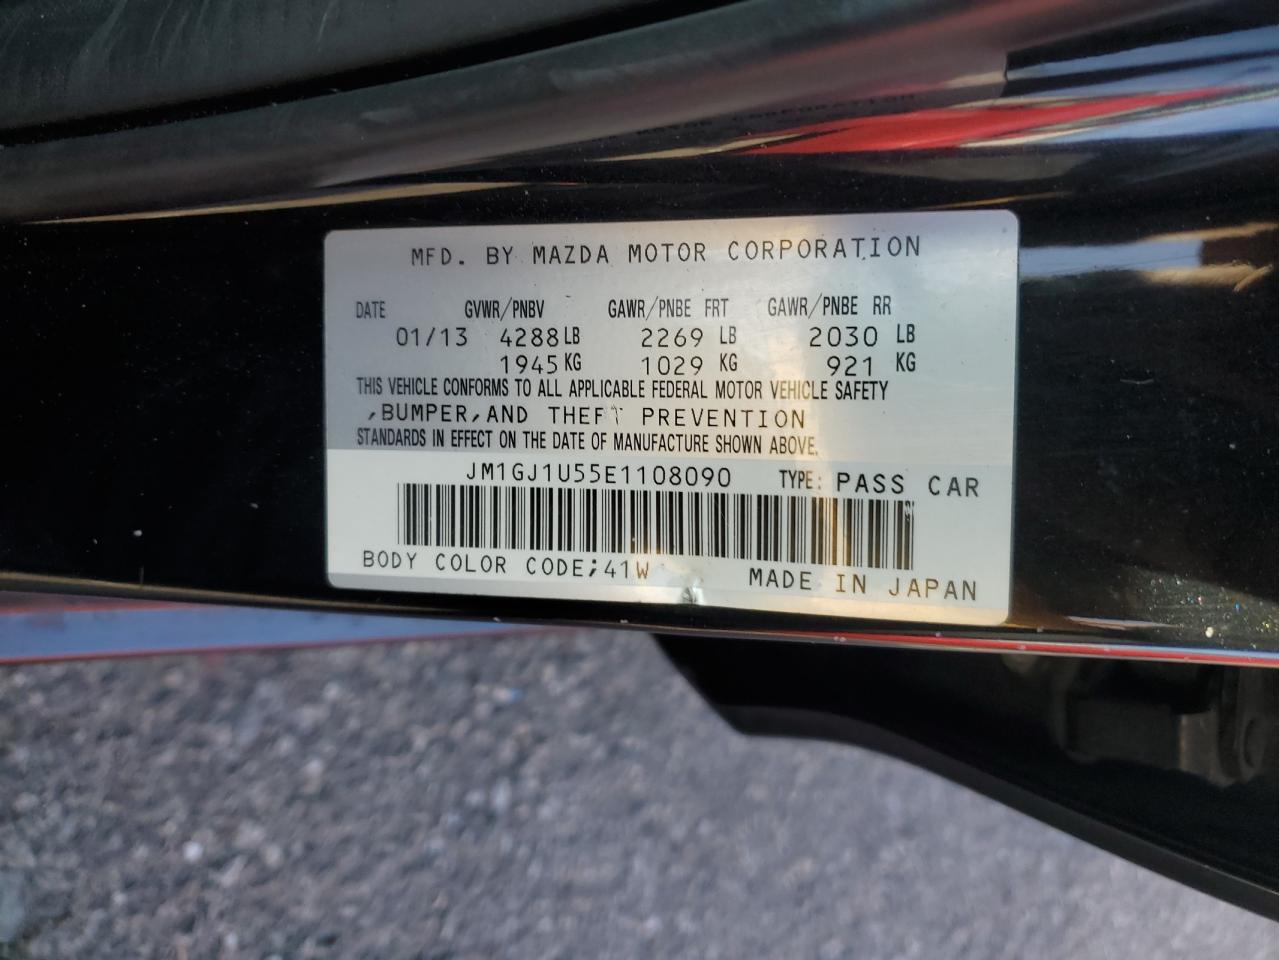 MFD. BY MAZDA MOTOR CORPORATION
DATE GVWR/PNBV GAWR/PNBE FRT GAWR/PNBE RR
01/13 4288 LB 2269 LB 2030 LB
1945 KG 1029 KG 921 KG
THIS VEHICLE CONFORMS TO ALL APPLICABLE FEDERAL MOTOR VEHICLE SAFETY
,BUMPER,AND THEFT PREVENTION
STANDARDS IN EFFECT ON THE DATE OF MANUFACTURE SHOWN ABOVE.
JM1GJ1U55E1108090 TYPE: PASS CAR
BODY COLOR CODE;41W MADE IN JAPAN